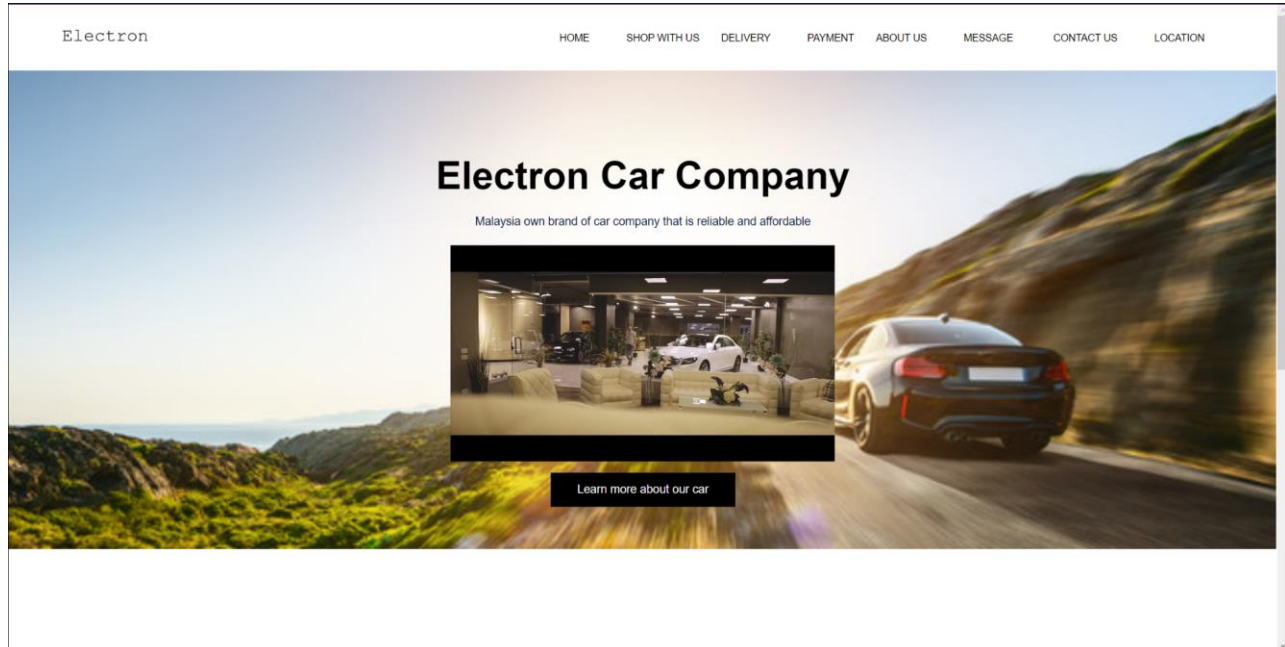 Electron
HOME SHOP WITH US DELIVERY PAYMENT ABOUT US MESSAGE CONTACT US LOCATION
Electron Car Company
Malaysia own brand of car company that is reliable and affordable
Learn more about our car